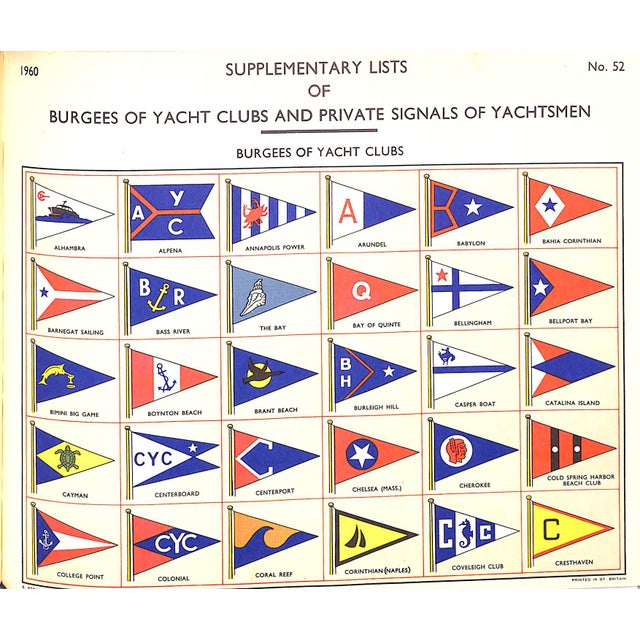 1960
SUPPLEMENTARY LISTS
No. 52
OF
BURGEES OF YACHT CLUBS AND PRIVATE SIGNALS OF YACHTSMEN
BURGEES OF YACHT CLUBS
A Y C
A
ALHAMBRA
ALPENA
ANNAPOLIS POWER
ARUNDEL
BABYLON
BAHIA CORINTHIAN
B R
Q
BARNEGAT SAILING
BASS RIVER
THE BAY
BAY OF QUINTE
BELLINGHAM
BELLPORT BAY
B H
BIMINI BIG GAME
BOYNTON BEACH
BRANT BEACH
BURLEIGH HILL
CASPER BOAT
CATALINA ISLAND
CYC
C
CAYMAN
CENTERBOARD
CENTERPORT
CHELSEA (MASS.)
CHEROKEE
COLD SPRING HARBOR
BEACH CLUB
CYC
C C
C
COLLEGE POINT
COLONIAL
CORAL REEF
CORINTHIAN (NAPLES)
COVELEIGH CLUB
CRESTHAVEN
PRINTED IN GT. BRITAIN